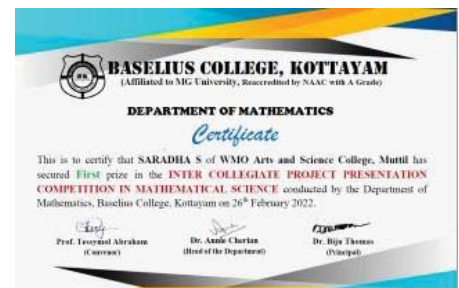 BASELIUS COLLEGE, KOTTAYAM
(Affiliated to MG University, Reaccredited by NAAC with A Grade)
DEPARTMENT OF MATHEMATICS
Certificate
This is to certify that SARADHA S of WMO Arts and Science College, Muttil has
secured First prize in the INTER COLLEGIATE PROJECT PRESENTATION
COMPETITION IN MATHEMATICAL SCIENCE conducted by the Department of
Mathematics, Baselius College, Kottayam on 26th February 2022.
Prof. Tessymol Abraham
(Convenor)
Dr. Annie Cherian
(Head of the Department)
Dr. Biju Thomas
(Principal)